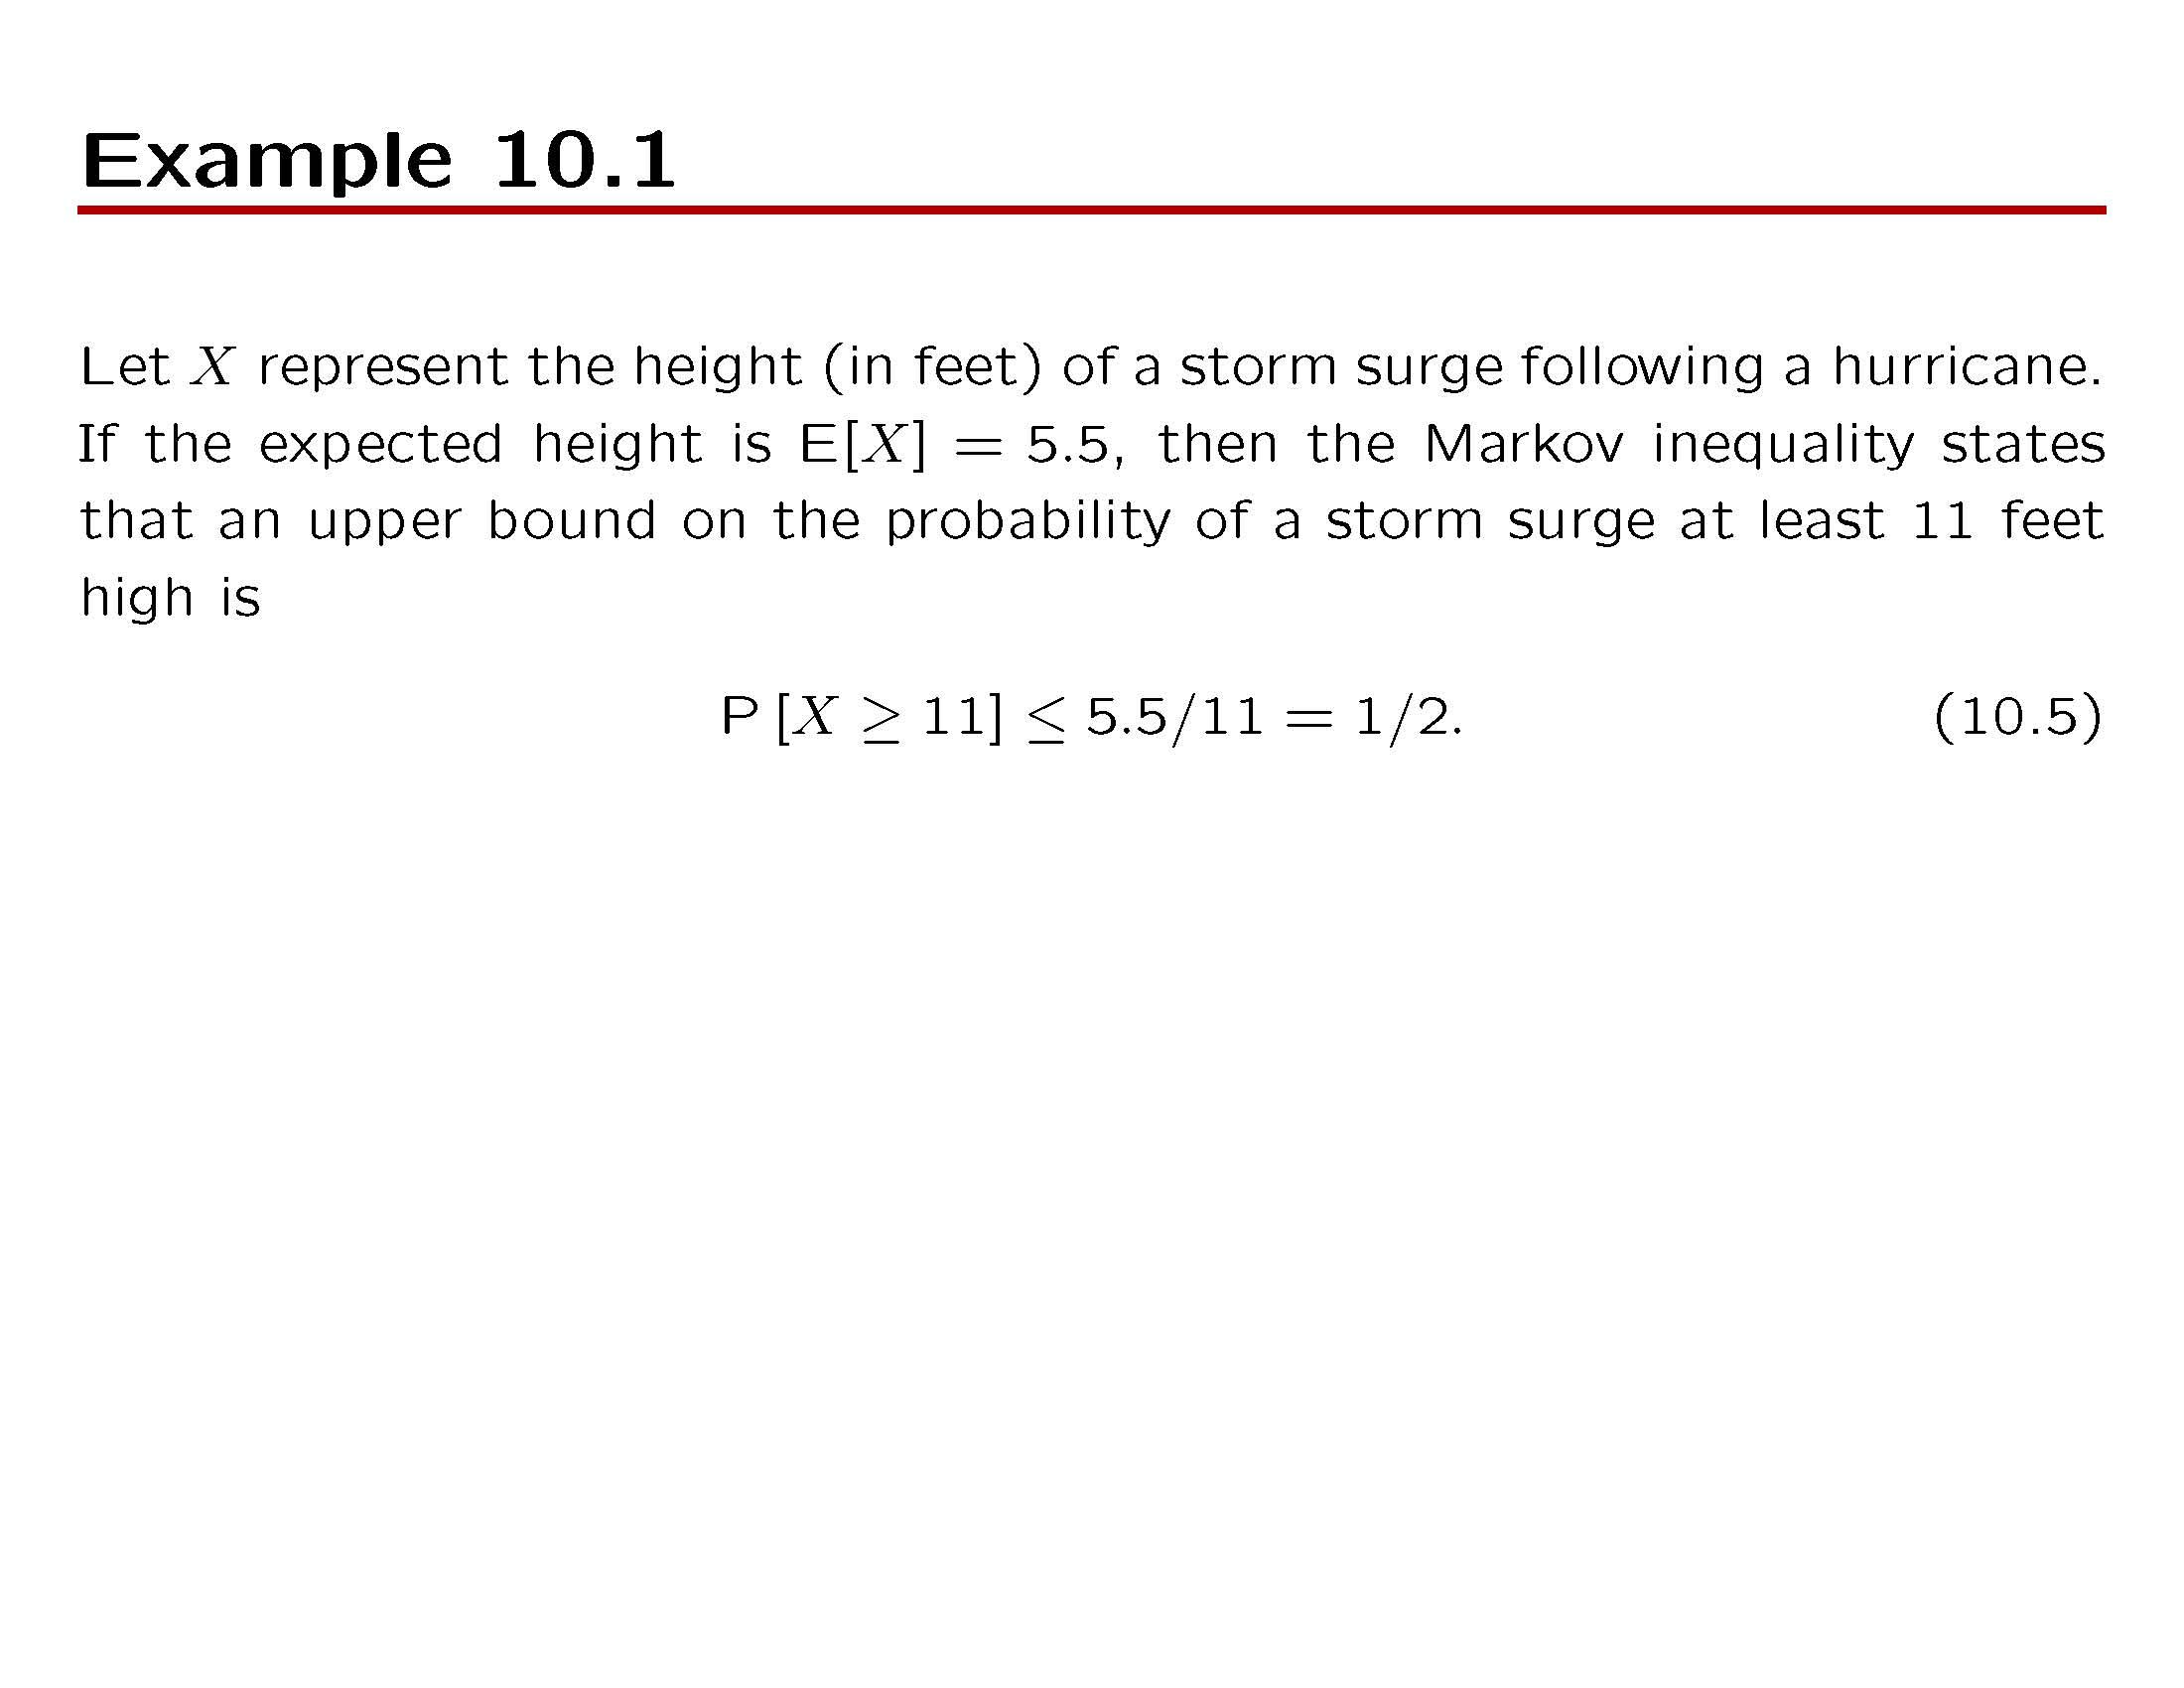 Example 10.1
Let X represent the height (in feet) of a storm surge following a hurricane.
If the expected height is E[X] = 5.5, then the Markov inequality states
that an upper bound on the probability of a storm surge at least 11 feet
high is
P [X ≥ 11] ≤ 5.5/11 = 1/2. (10.5)